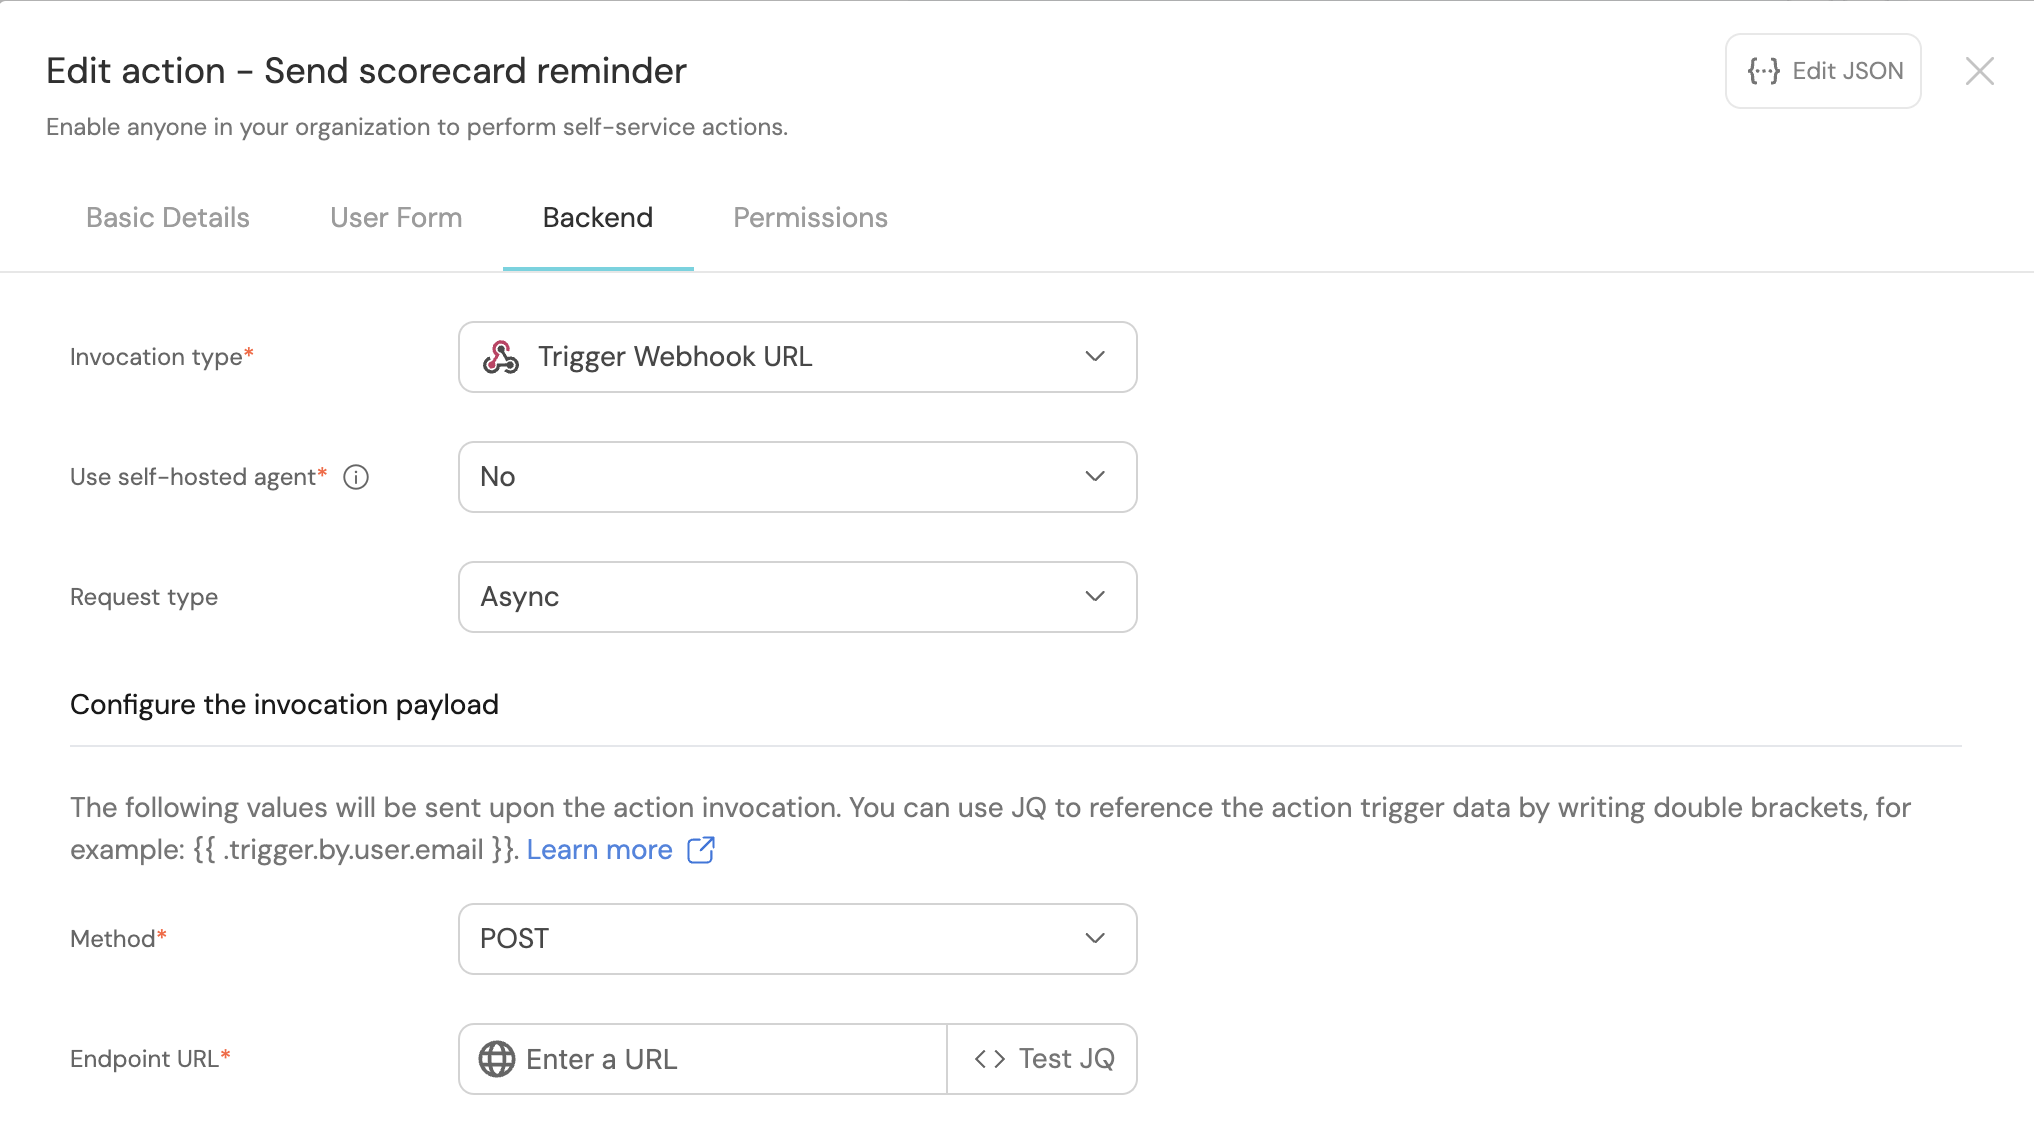 Edit action - Send scorecard reminder
Edit JSON
Enable anyone in your organization to perform self-service actions.
Basic Details
User Form
Backend
Permissions
Invocation type*
Trigger Webhook URL
Use self-hosted agent*
No
Request type
Async
Configure the invocation payload
The following values will be sent upon the action invocation. You can use JQ to reference the action trigger data by writing double brackets, for
example: {{ .trigger.by.user.email }}. Learn more
Method*
POST
Endpoint URL*
Enter a URL
Test JQ